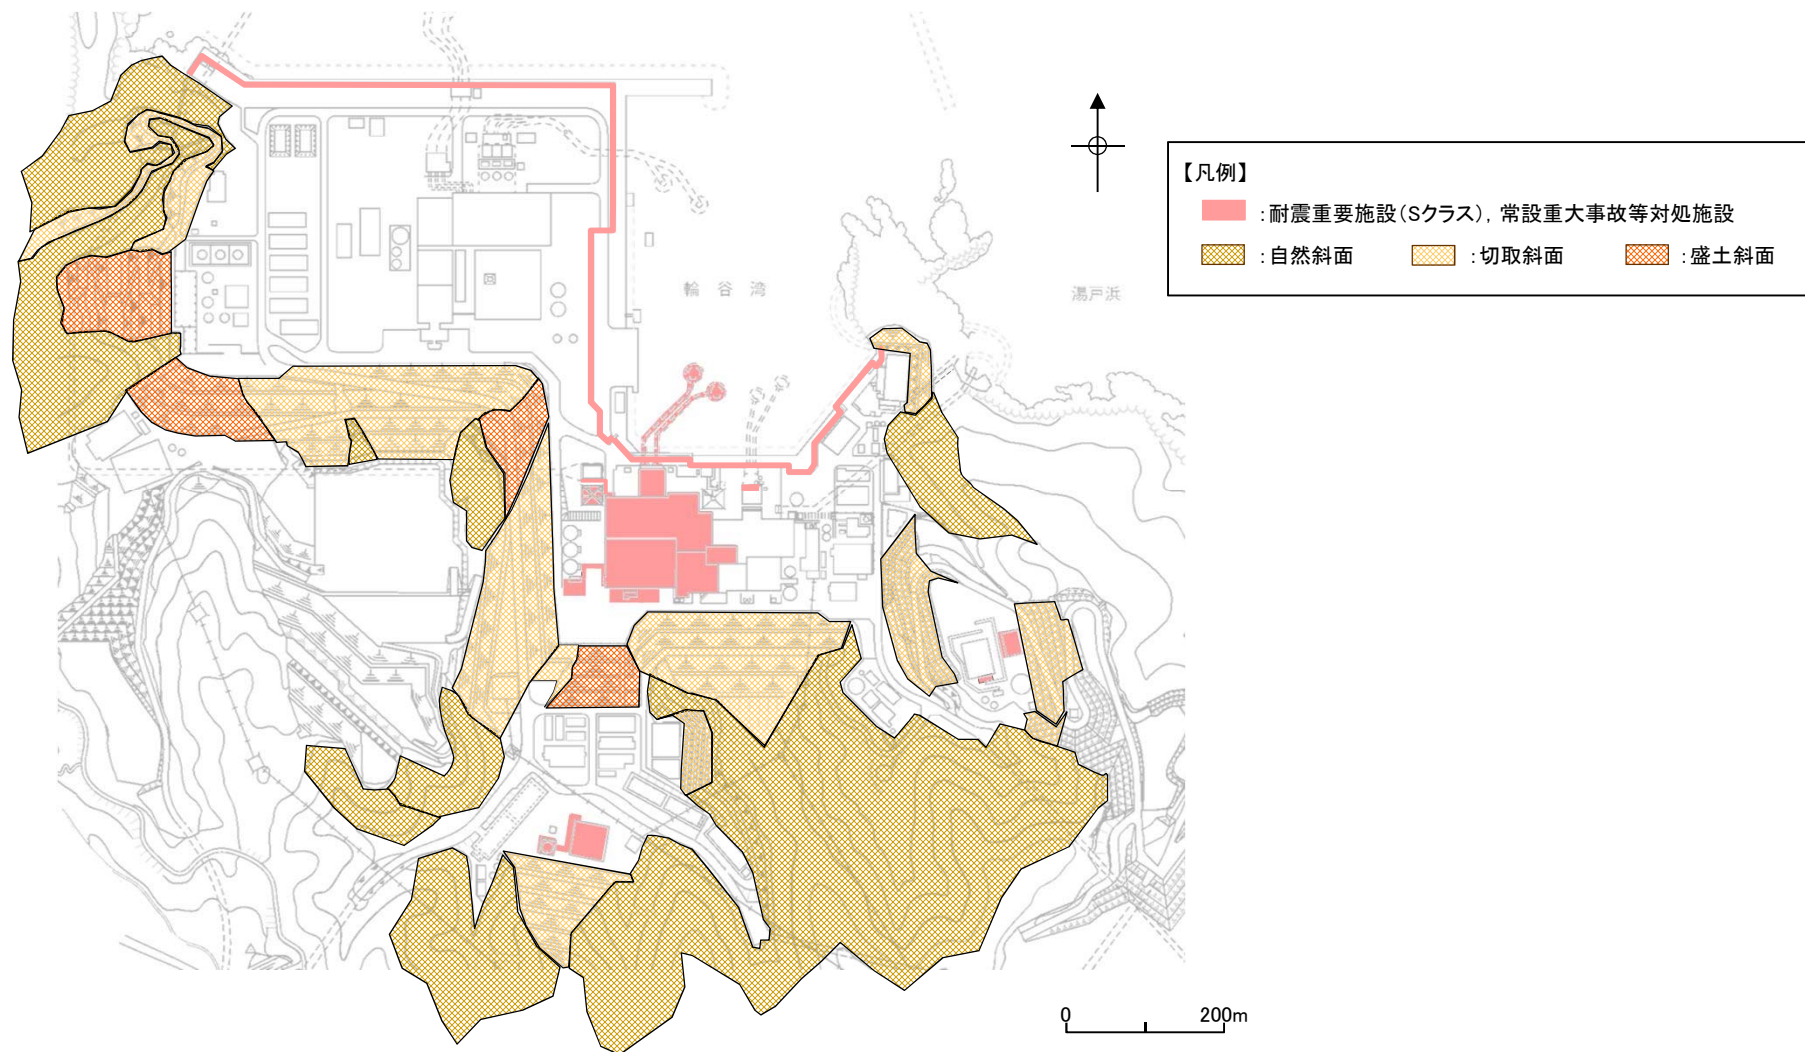 【凡例】
:耐震重要施設(Sクラス), 常設重大事故等対処施設
:自然斜面 :切取斜面 :盛土斜面
輪谷湾
湯戸浜
0 200m